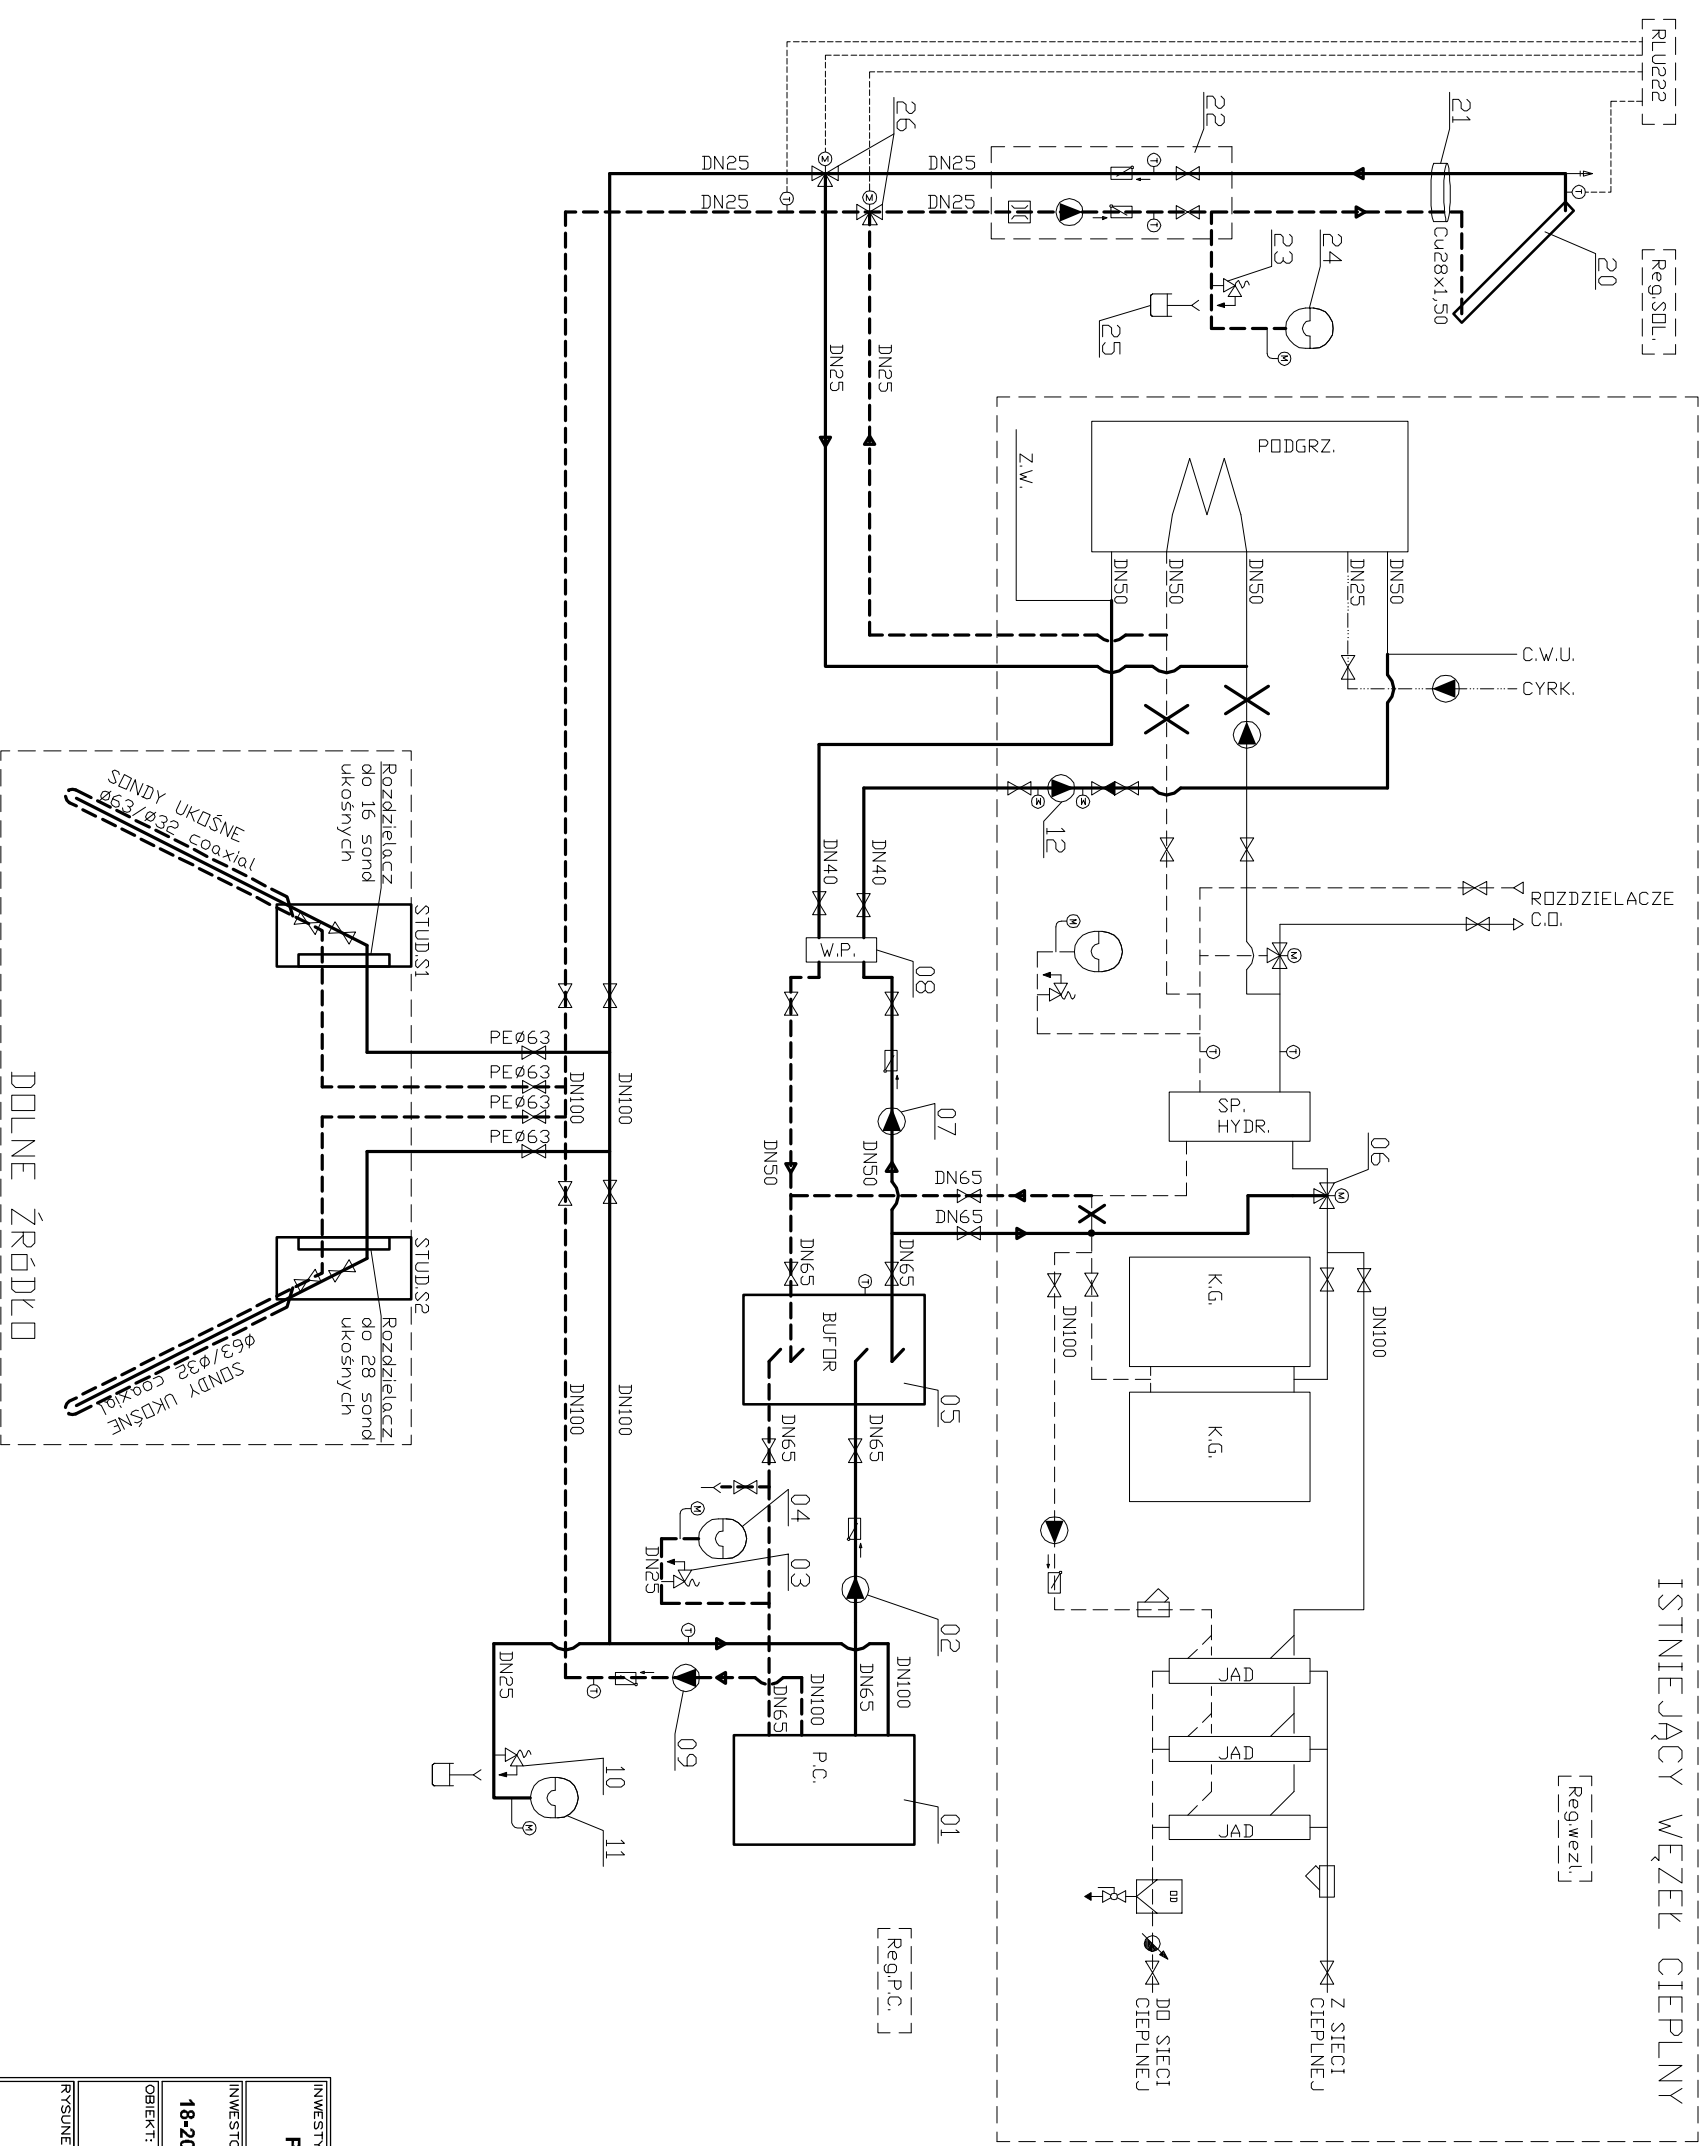 ISTNIEJĄCY WĘZEŁ CIEPLNY
RLU222
Reg.SOL.
Reg.wezl.
Reg.P.C.
20
21
Cu28x1,50
22
23
24
25
26
DN25
DN25
DN25
DN25
DN25
DN25
PODGRZ.
Z.W.
DN50
DN50
DN50
DN25
DN50
C.W.U.
CYRK.
12
ROZDZIELACZE
C.O.
SP.
HYDR.
06
K.G.
K.G.
DN100
DN100
JAD
JAD
JAD
Z SIECI
CIEPLNEJ
DO SIECI
CIEPLNEJ
DN40
DN40
W.P.
08
07
DN50
DN50
DN65
DN65
DN65
DN65
BUFOR
05
DN65
DN65
04
03
DN25
02
DN100
DN65
DN100
DN65
P.C.
01
09
10
11
DN25
DN100
DN100
DN100
DN100
PEø63
PEø63
PEø63
PEø63
STUD.S1
Rozdzielacz
do 16 sond
ukośnych
SONDY UKOŚNE
ø63/ø32 coaxial
STUD.S2
Rozdzielacz
do 28 sond
ukośnych
SONDY UKOŚNE
ø63/ø32 coaxial
DOLNE ŹRÓDŁO
INWESTY
INWESTO
18-20
OBIEKT:
RYSUNE
M
M
M
M
M
M
M
M
M
M
T
T
T
T
T
T
T
T
T